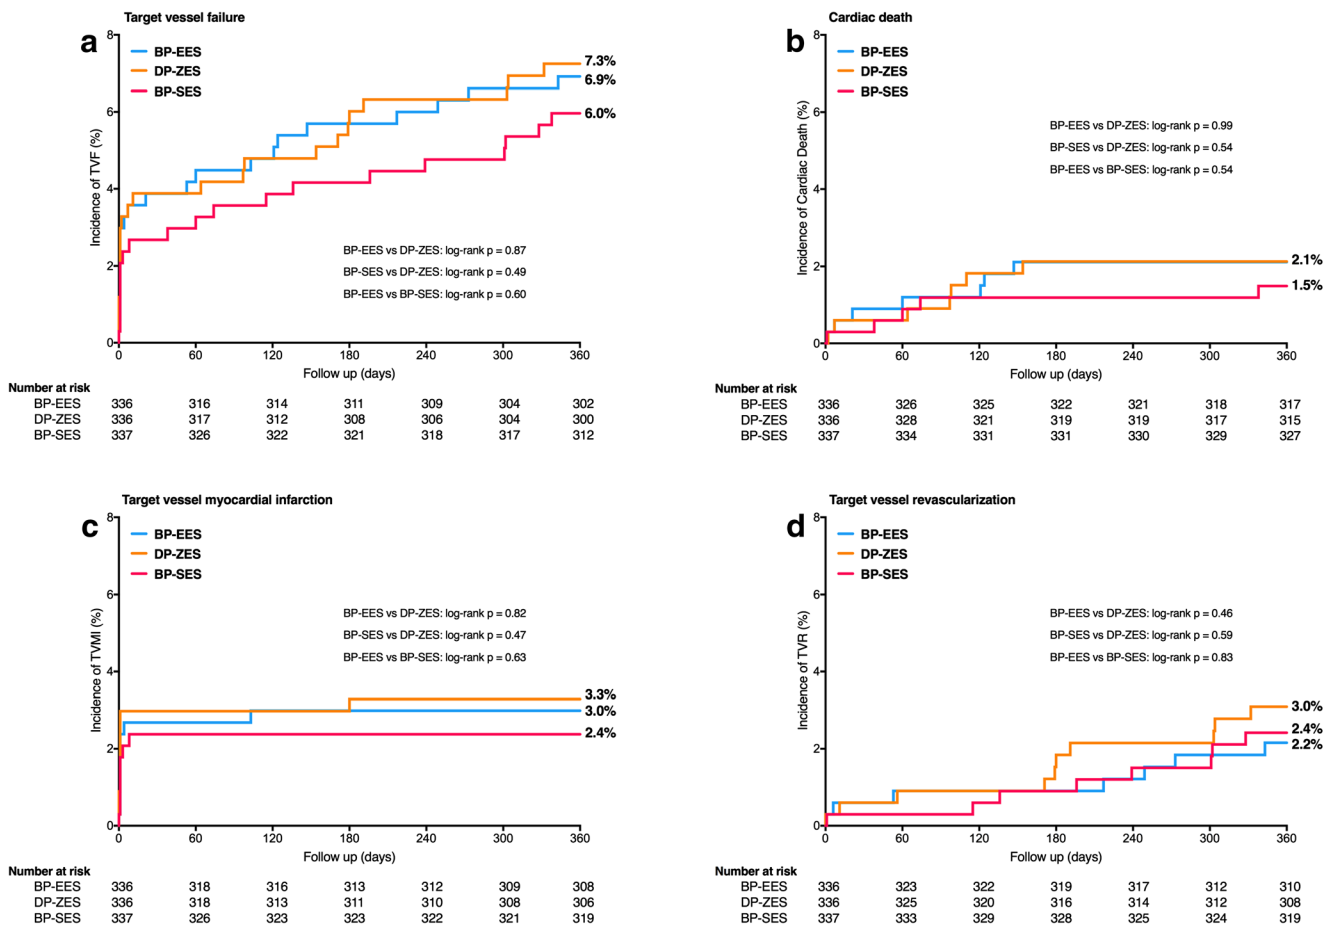 Target vessel failure
a
BP-EES
DP-ZES
BP-SES
8
6
4
2
0
Incidence of TVF (%)
7.3%
6.9%
6.0%
BP-EES vs DP-ZES: log-rank p = 0.87
BP-SES vs DP-ZES: log-rank p = 0.49
BP-EES vs BP-SES: log-rank p = 0.60
0 60 120 180 240 300 360
Follow up (days)
Number at risk
BP-EES 336 316 314 311 309 304 302
DP-ZES 336 317 312 308 306 304 300
BP-SES 337 326 322 321 318 317 312
Cardiac death
b
BP-EES
DP-ZES
BP-SES
8
6
4
2
0
Incidence of Cardiac Death (%)
BP-EES vs DP-ZES: log-rank p = 0.99
BP-SES vs DP-ZES: log-rank p = 0.54
BP-EES vs BP-SES: log-rank p = 0.54
2.1%
1.5%
0 60 120 180 240 300 360
Follow up (days)
Number at risk
BP-EES 336 326 325 322 321 318 317
DP-ZES 336 328 321 319 319 317 315
BP-SES 337 334 331 331 330 329 327
Target vessel myocardial infarction
c
BP-EES
DP-ZES
BP-SES
8
6
4
2
0
Incidence of TVMI (%)
BP-EES vs DP-ZES: log-rank p = 0.82
BP-SES vs DP-ZES: log-rank p = 0.47
BP-EES vs BP-SES: log-rank p = 0.63
3.3%
3.0%
2.4%
0 60 120 180 240 300 360
Follow up (days)
Number at risk
BP-EES 336 318 316 313 312 309 308
DP-ZES 336 318 313 311 310 308 306
BP-SES 337 326 323 323 322 321 319
Target vessel revascularization
d
BP-EES
DP-ZES
BP-SES
8
6
4
2
0
Incidence of TVR (%)
BP-EES vs DP-ZES: log-rank p = 0.46
BP-SES vs DP-ZES: log-rank p = 0.59
BP-EES vs BP-SES: log-rank p = 0.83
3.0%
2.4%
2.2%
0 60 120 180 240 300 360
Follow up (days)
Number at risk
BP-EES 336 323 322 319 317 312 310
DP-ZES 336 325 320 316 314 312 308
BP-SES 337 333 329 328 325 324 319